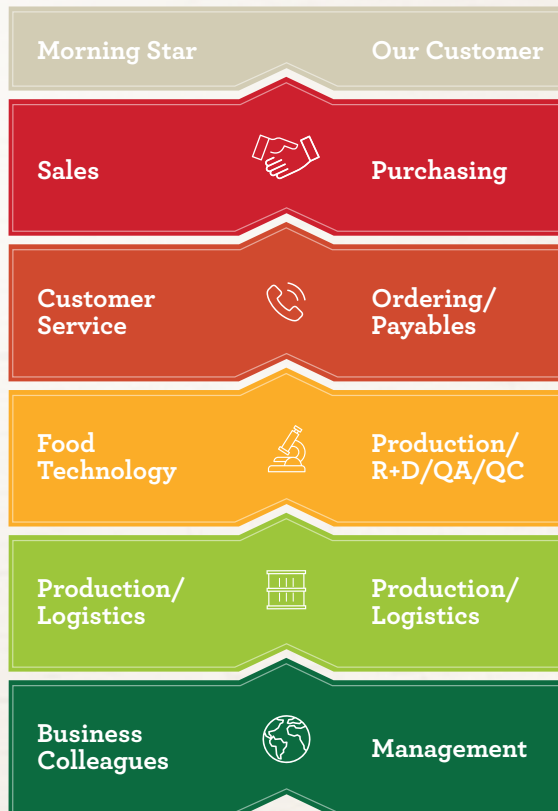 Morning Star
Our Customer
Sales
Purchasing
Customer
Service
Ordering/
Payables
Food
Technology
Production/
R+D/QA/QC
Production/
Logistics
Production/
Logistics
Business
Colleagues
Management